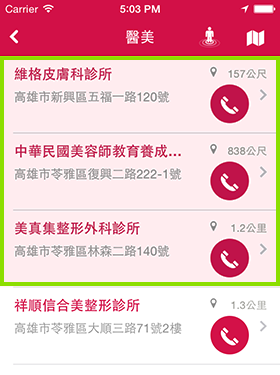 Carrier 5:03 PM
醫美
維格皮膚科診所 157公尺
高雄市新興區五福一路120號
中華民國美容師教育養成... 838公尺
高雄市苓雅區復興二路222-1號
美真集整形外科診所 1.2公里
高雄市苓雅區林森二路140號
祥順信合美整形診所 1.3公里
高雄市苓雅區大順三路71號2樓